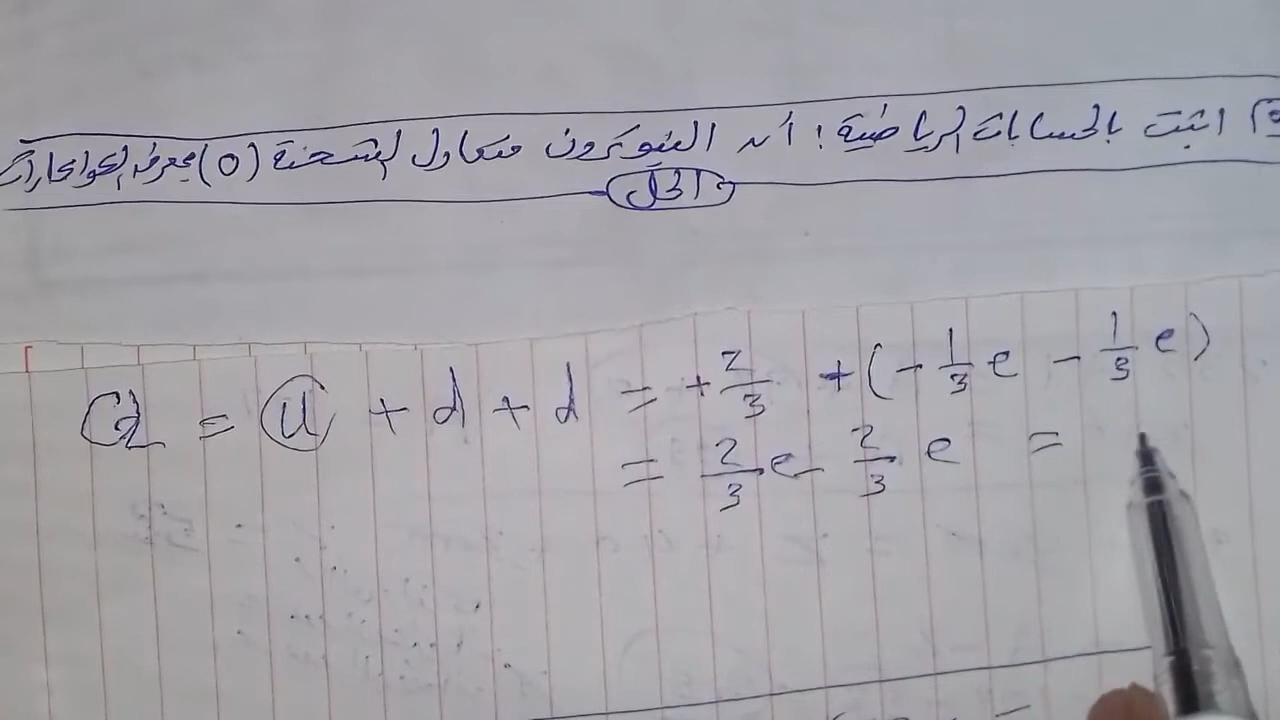 اثبت بالحسابات الرياضية: أن النيوترون متعادل الشحنة (0) بمعرفة الكواركات
الحل
= u + d + d = + 2/3 + (- 1/3 e - 1/3 e)
= 2/3 e - 2/3 e =